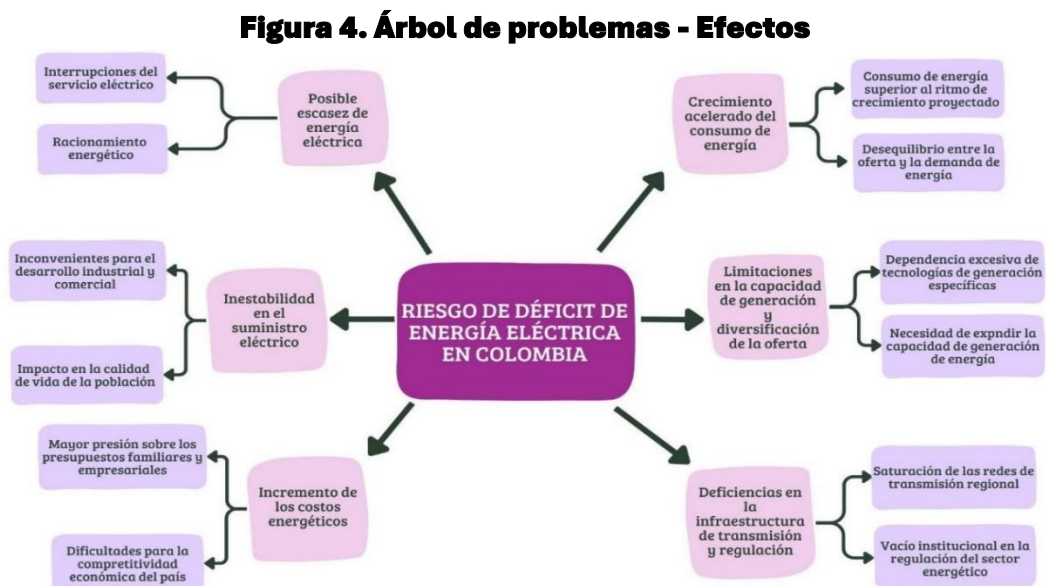 Figura 4. Árbol de problemas - Efectos
Interrupciones del
servicio eléctrico
Racionamiento
energético
Posible
escasez de
energía
eléctrica
Crecimiento
acelerado del
consumo de
energía
Consumo de energía
superior al ritmo de
crecimiento proyectado
Desequilibrio entre la
oferta y la demanda de
energía
Inconvenientes para el
desarrollo industrial y
comercial
Impacto en la calidad
de vida de la población
Inestabilidad
en el
suministro
eléctrico
RIESGO DE DÉFICIT DE
ENERGÍA ELÉCTRICA
EN COLOMBIA
Limitaciones
en la capacidad
de generación
y
diversificación
de la oferta
Dependencia excesiva de
tecnologías de generación
específicas
Necesidad de expndir la
capacidad de generación
de energía
Mayor presión sobre los
presupuestos familiares y
empresariales
Dificultades para la
compretitividad
económica del país
Incremento de
los costos
energéticos
Deficiencias en
la
infraestructura
de transmisión
y regulación
Saturación de las redes de
transmisión regional
Vacío institucional en la
regulación del sector
energético